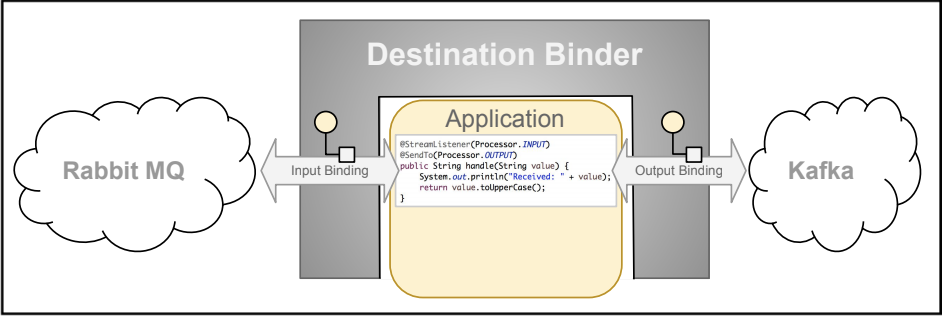 Destination Binder
Application
Rabbit MQ
Input Binding
@StreamListener(Processor.INPUT)
@SendTo(Processor.OUTPUT)
public String handle(String value) {
    System.out.println("Received: " + value);
    return value.toUpperCase();
}
Output Binding
Kafka